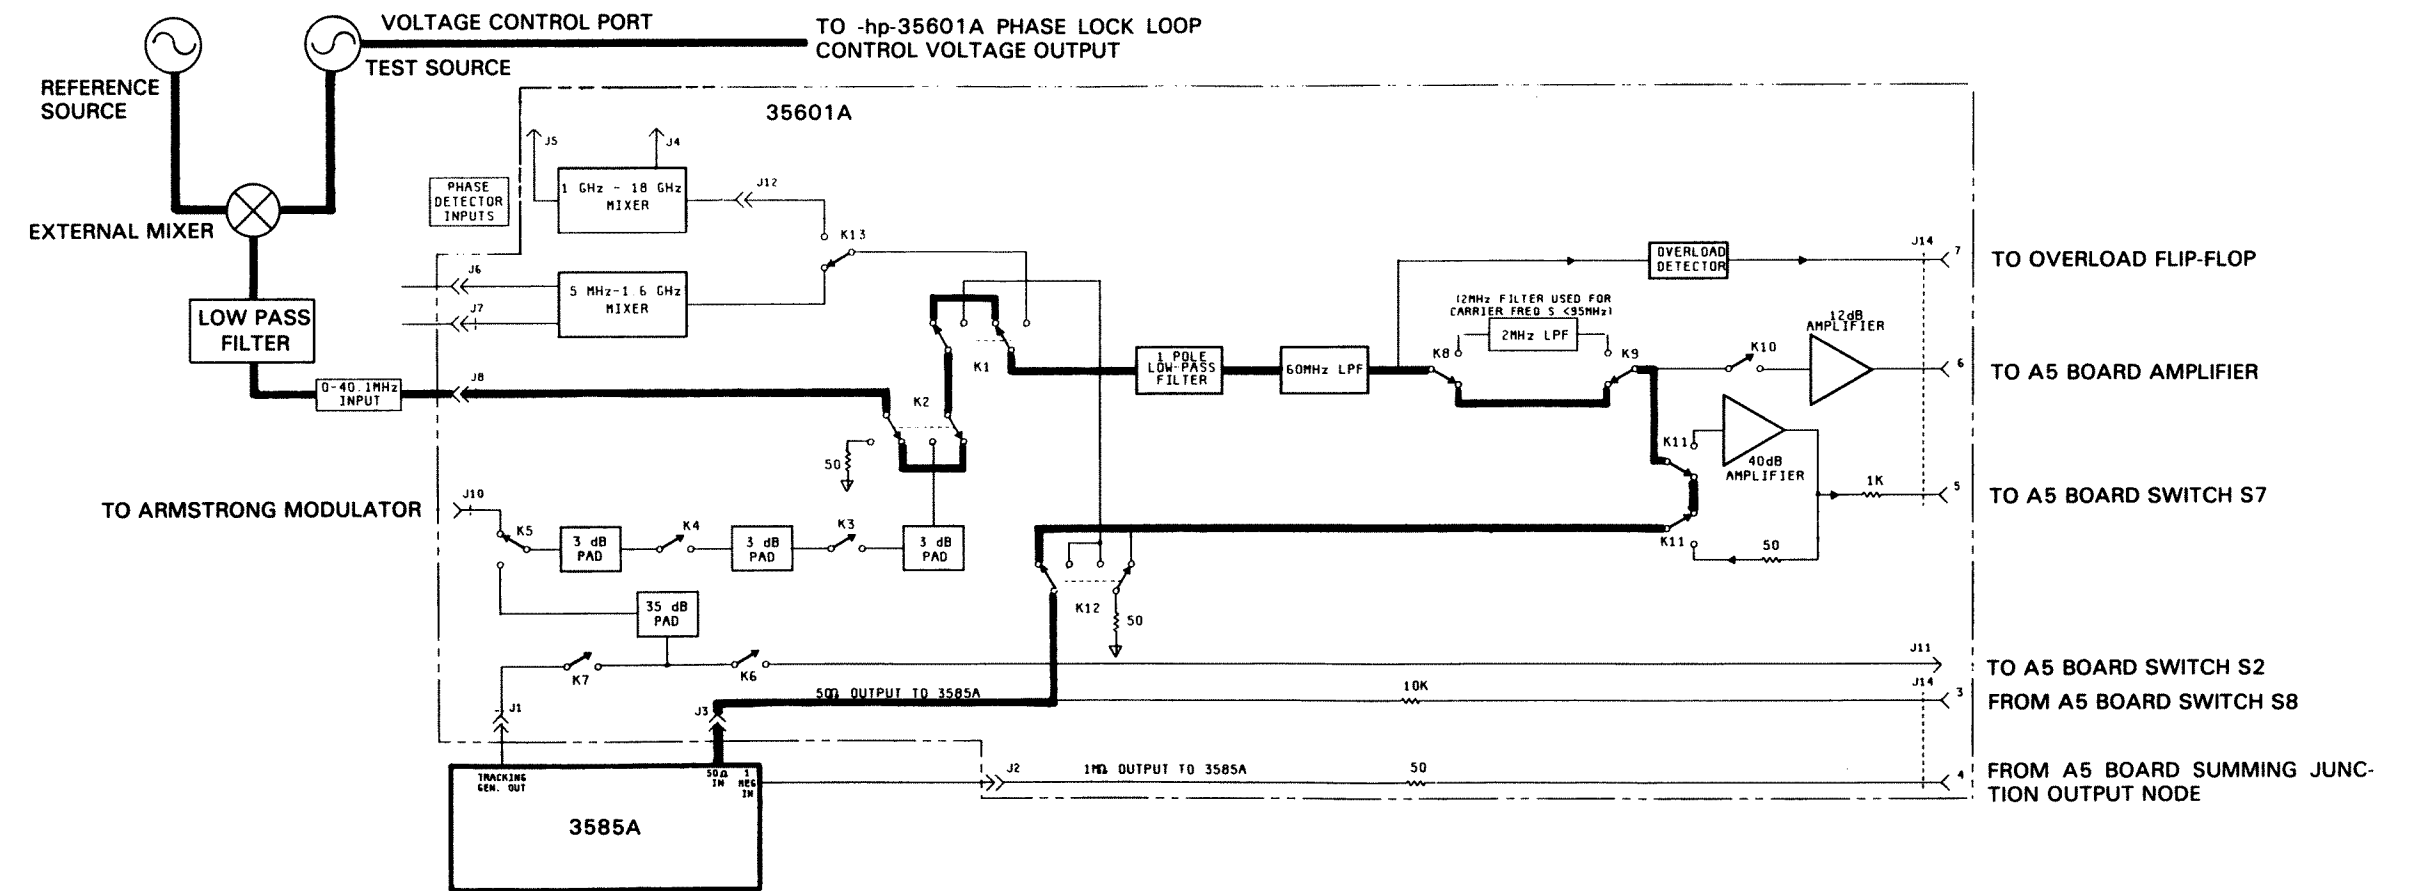 VOLTAGE CONTROL PORT
TO -hp-35601A PHASE LOCK LOOP
CONTROL VOLTAGE OUTPUT
TEST SOURCE
REFERENCE
SOURCE
35601A
J5
J4
PHASE
DETECTOR
INPUTS
1 GHz - 18 GHz
MIXER
J12
EXTERNAL MIXER
K13
J6
5 MHz-1.6 GHz
MIXER
J7
OVERLOAD
DETECTOR
J14
7
TO OVERLOAD FLIP-FLOP
LOW PASS
FILTER
(2MHz FILTER USED FOR
CARRIER FREQ S <95MHz)
2MHz LPF
12dB
AMPLIFIER
K1
1 POLE
LOW-PASS
FILTER
60MHz LPF
K8
K9
K10
6
TO A5 BOARD AMPLIFIER
0-40.1MHz
INPUT
J8
K2
50
K11
40dB
AMPLIFIER
1K
5
TO A5 BOARD SWITCH S7
TO ARMSTRONG MODULATOR
J10
K5
3 dB
PAD
K4
3 dB
PAD
K3
3 dB
PAD
K11
50
35 dB
PAD
K12
50
K7
K6
J11
TO A5 BOARD SWITCH S2
J1
J3
50Ω OUTPUT TO 3585A
10K
J14
3
FROM A5 BOARD SWITCH S8
TRACKING
GEN. OUT
50Ω
IN
1
MEG
IN
J2
1MΩ OUTPUT TO 3585A
50
4
FROM A5 BOARD SUMMING JUNC-
TION OUTPUT NODE
3585A